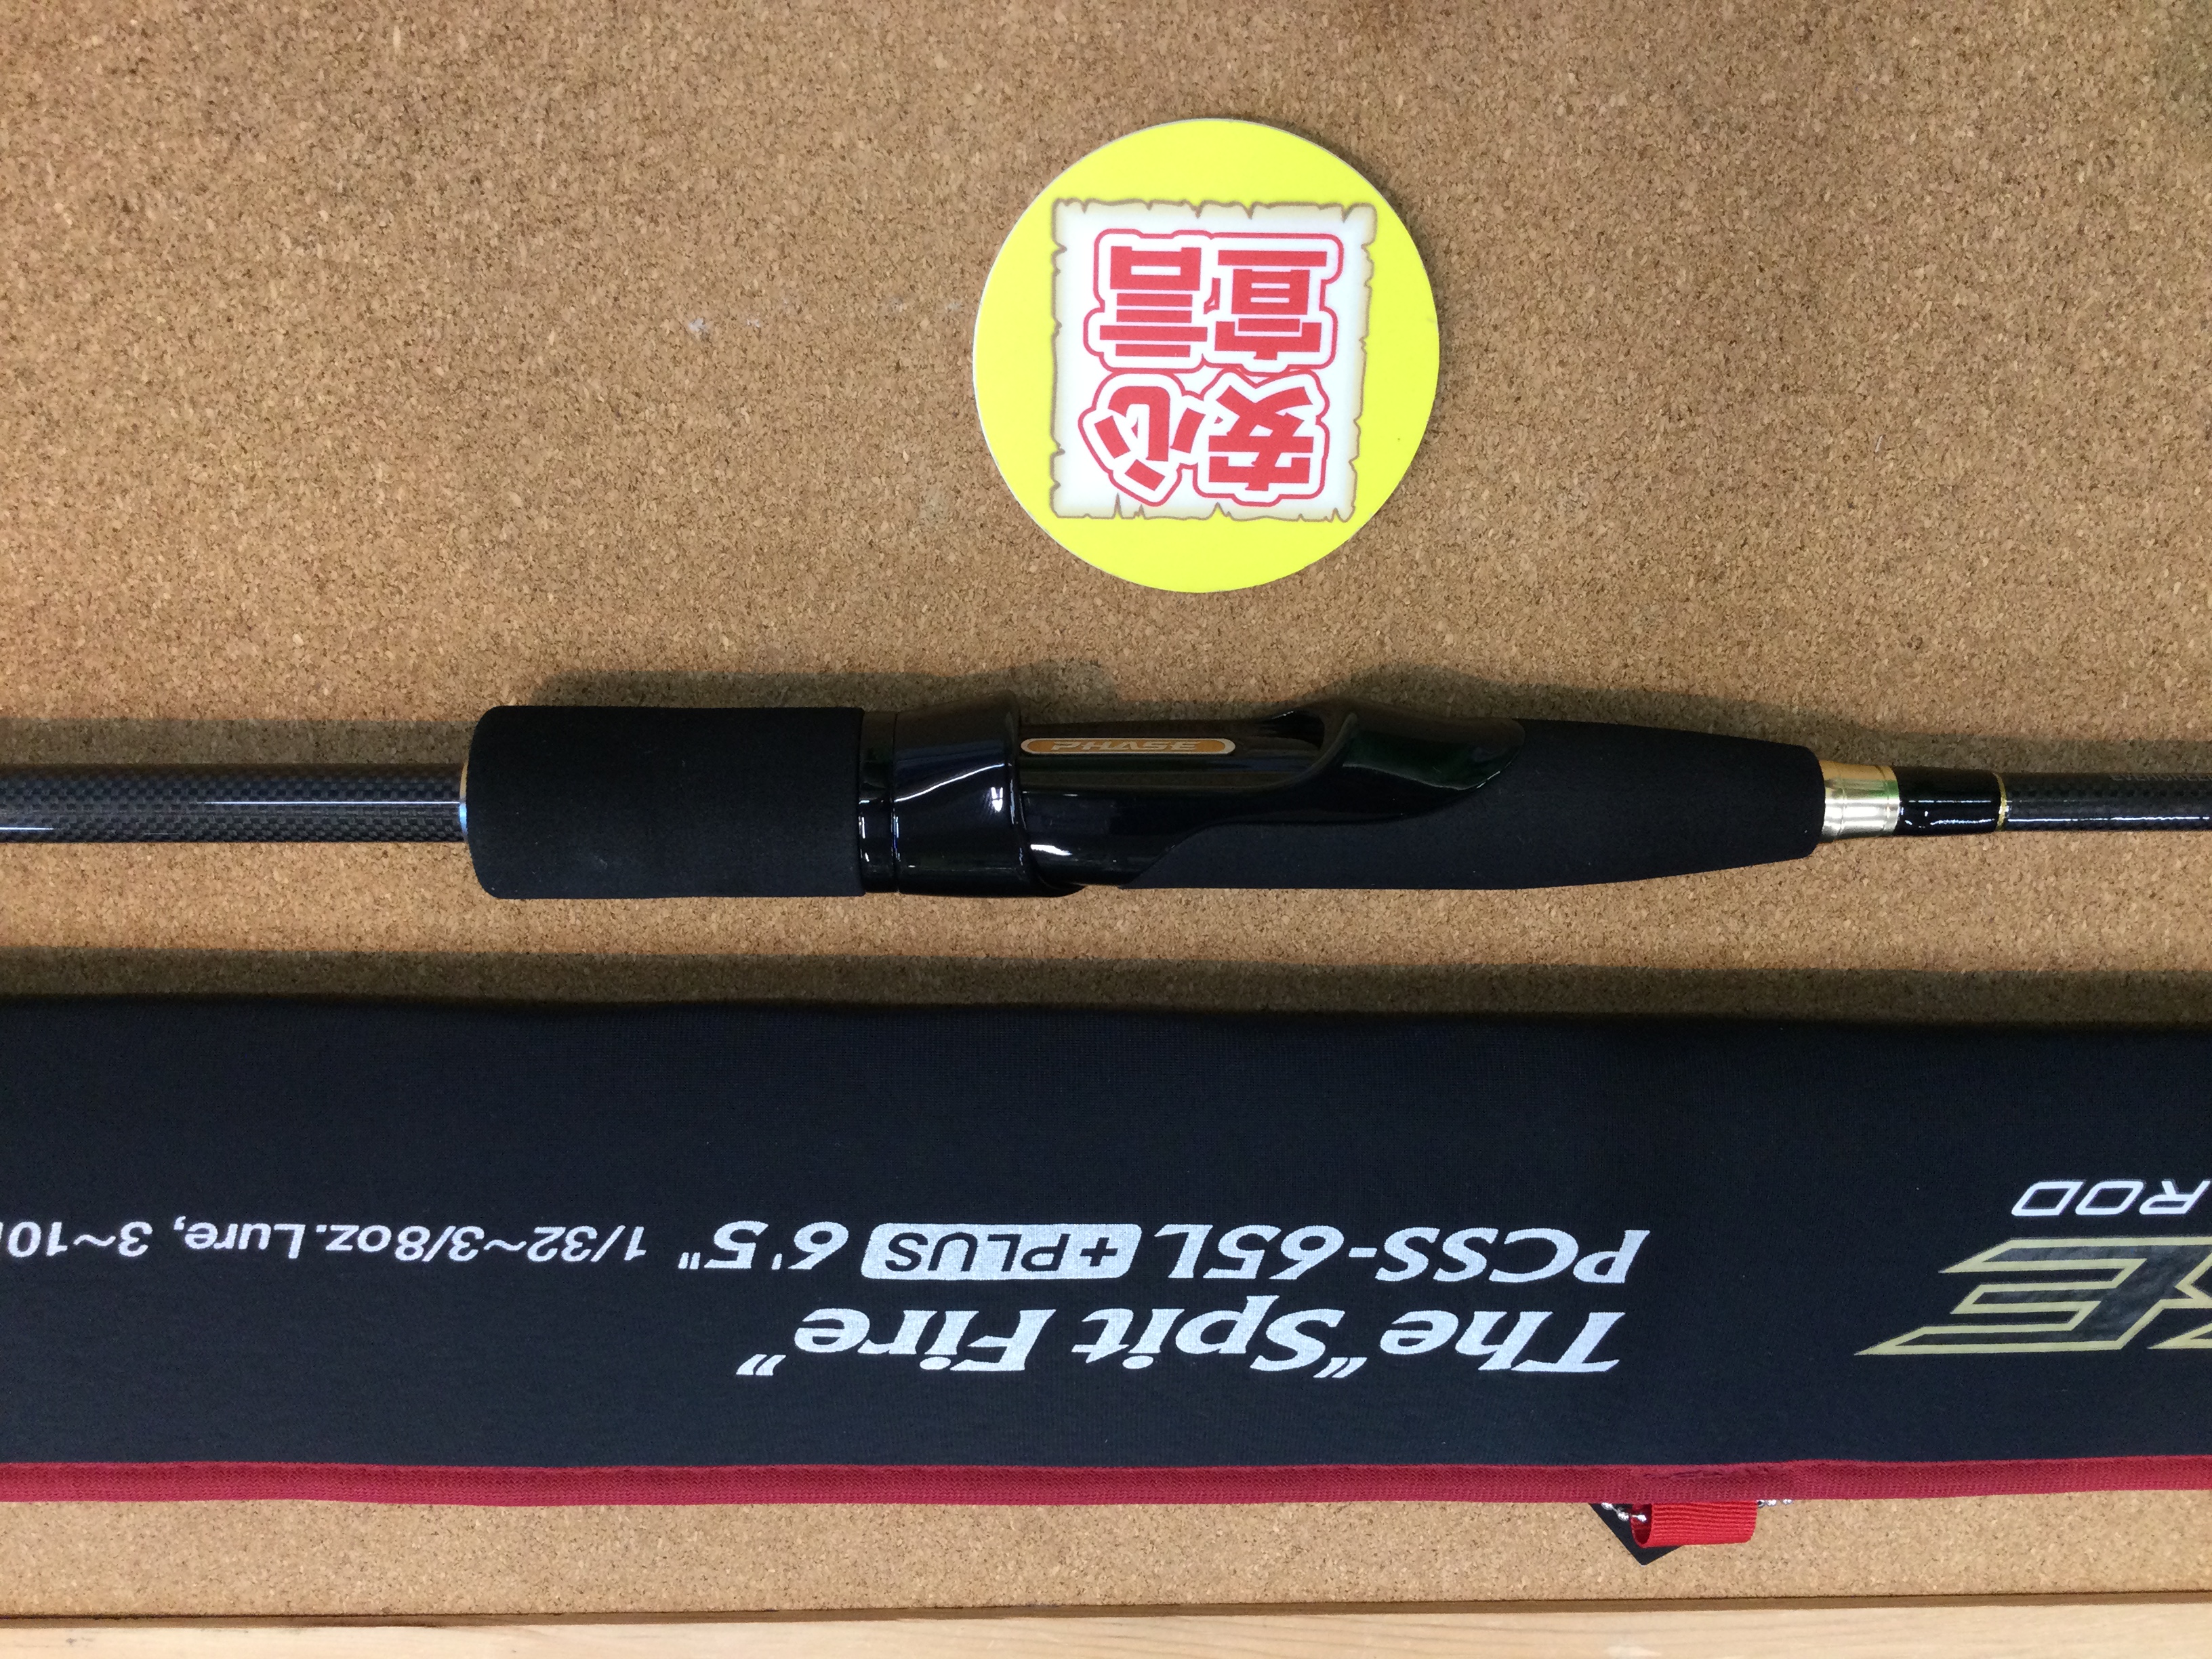 安心
宣言
PHASE
EVERGREE
ROD
The "Spit Fire"
PCSS-65L +PLUS 6'5" 1/32~3/8oz. Lure, 3~10